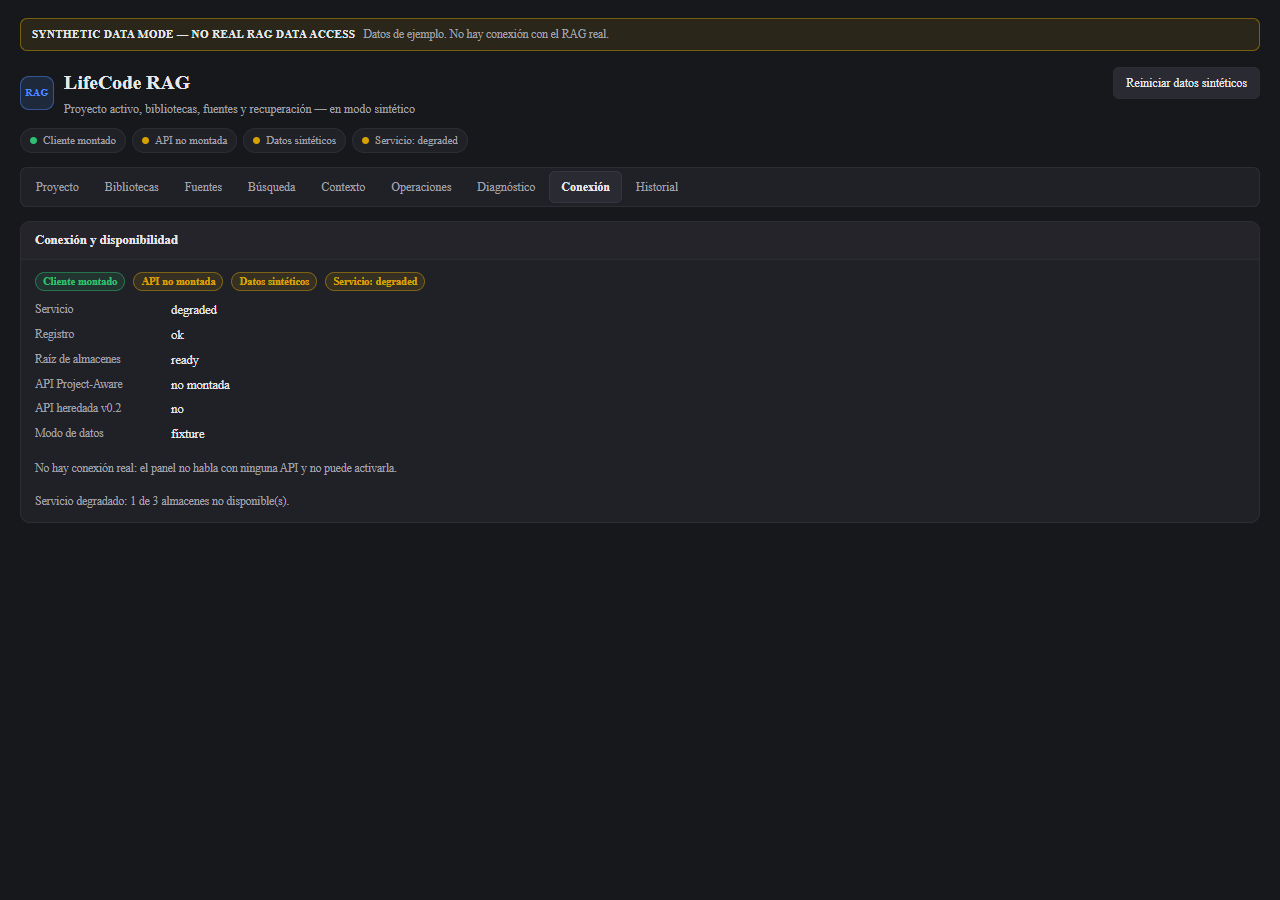 SYNTHETIC DATA MODE — NO REAL RAG DATA ACCESS Datos de ejemplo. No hay conexión con el RAG real.
RAG
LifeCode RAG
Proyecto activo, bibliotecas, fuentes y recuperación — en modo sintético
Reiniciar datos sintéticos
Cliente montado API no montada Datos sintéticos Servicio: degraded
Proyecto Bibliotecas Fuentes Búsqueda Contexto Operaciones Diagnóstico Conexión Historial
Conexión y disponibilidad
Cliente montado API no montada Datos sintéticos Servicio: degraded
Servicio degraded
Registro ok
Raíz de almacenes ready
API Project-Aware no montada
API heredada v0.2 no
Modo de datos fixture
No hay conexión real: el panel no habla con ninguna API y no puede activarla.
Servicio degradado: 1 de 3 almacenes no disponible(s).